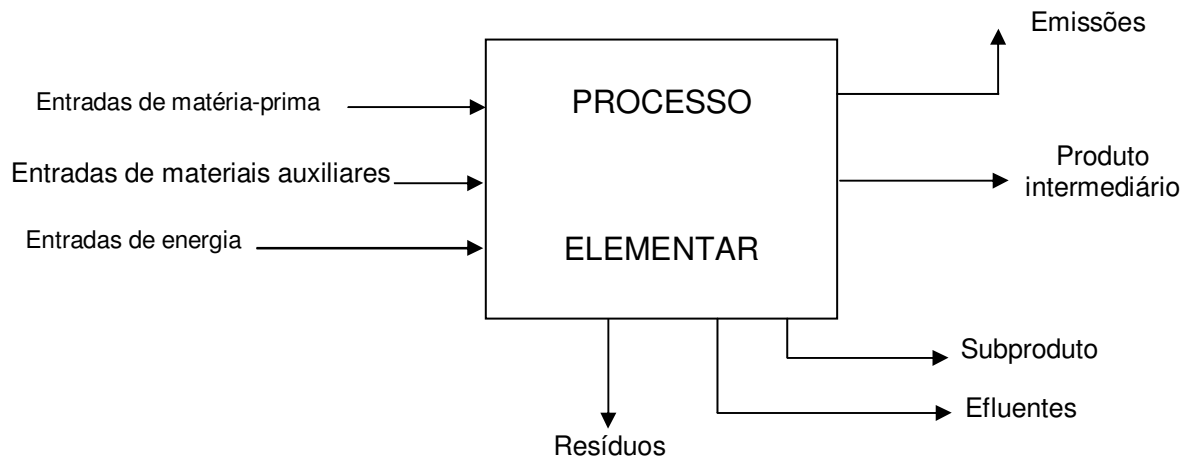 Emissões
Entradas de matéria-prima
PROCESSO
Entradas de materiais auxiliares
Produto
intermediário
Entradas de energia
ELEMENTAR
Subproduto
Efluentes
Resíduos